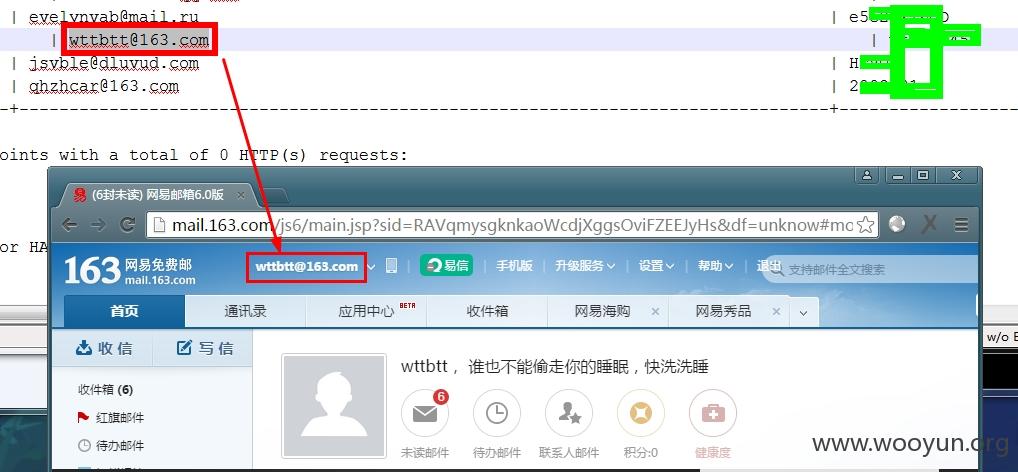 | evelynyab@mail.ru | e5
| wttbtt@163.com |
| jsvble@dluvud.com | H
| qhzhcar@163.com | 2
oints with a total of 0 HTTP(s) requests:
(6封未读) 网易邮箱6.0版
mail.163.com/js6/main.jsp?sid=RAVqmysgknkaoWcdjXggsOviFZEEJyHs&df=unknow#mo
or HA
163 网易免费邮
mail.163.com
wttbtt@163.com 易信 手机版 升级服务 设置 帮助 退出 支持邮件全文搜索
首页 通讯录 应用中心 BETA 收件箱 网易海购 网易秀品
w/o E
收信 写信
wttbtt，谁也不能偷走你的睡眠，快洗洗睡
收件箱 (6)
红旗邮件
待办邮件
6
未读邮件 待办邮件 联系人邮件 积分:0 健康度
www.wooyun.org